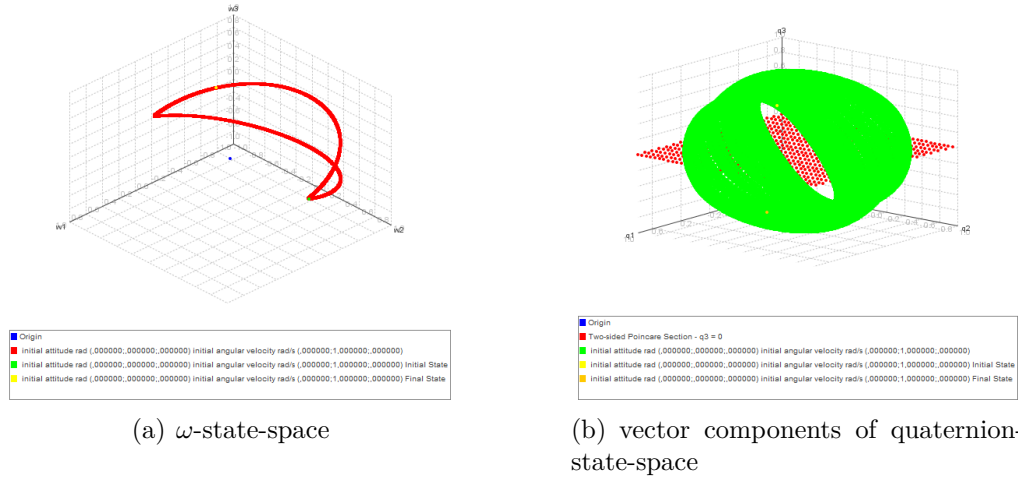 w3
w1
w2
Origin
initial attitude rad (,000000;,000000;,000000) initial angular velocity rad/s (,000000;1,000000;,000000)
initial attitude rad (,000000;,000000;,000000) initial angular velocity rad/s (,000000;1,000000;,000000) Initial State
initial attitude rad (,000000;,000000;,000000) initial angular velocity rad/s (,000000;1,000000;,000000) Final State
(a) ω-state-space
q3
q1
q2
Origin
Two-sided Poincare Section - q3 = 0
initial attitude rad (,000000;,000000;,000000) initial angular velocity rad/s (,000000;1,000000;,000000)
initial attitude rad (,000000;,000000;,000000) initial angular velocity rad/s (,000000;1,000000;,000000) Initial State
initial attitude rad (,000000;,000000;,000000) initial angular velocity rad/s (,000000;1,000000;,000000) Final State
(b) vector components of quaternion-
state-space